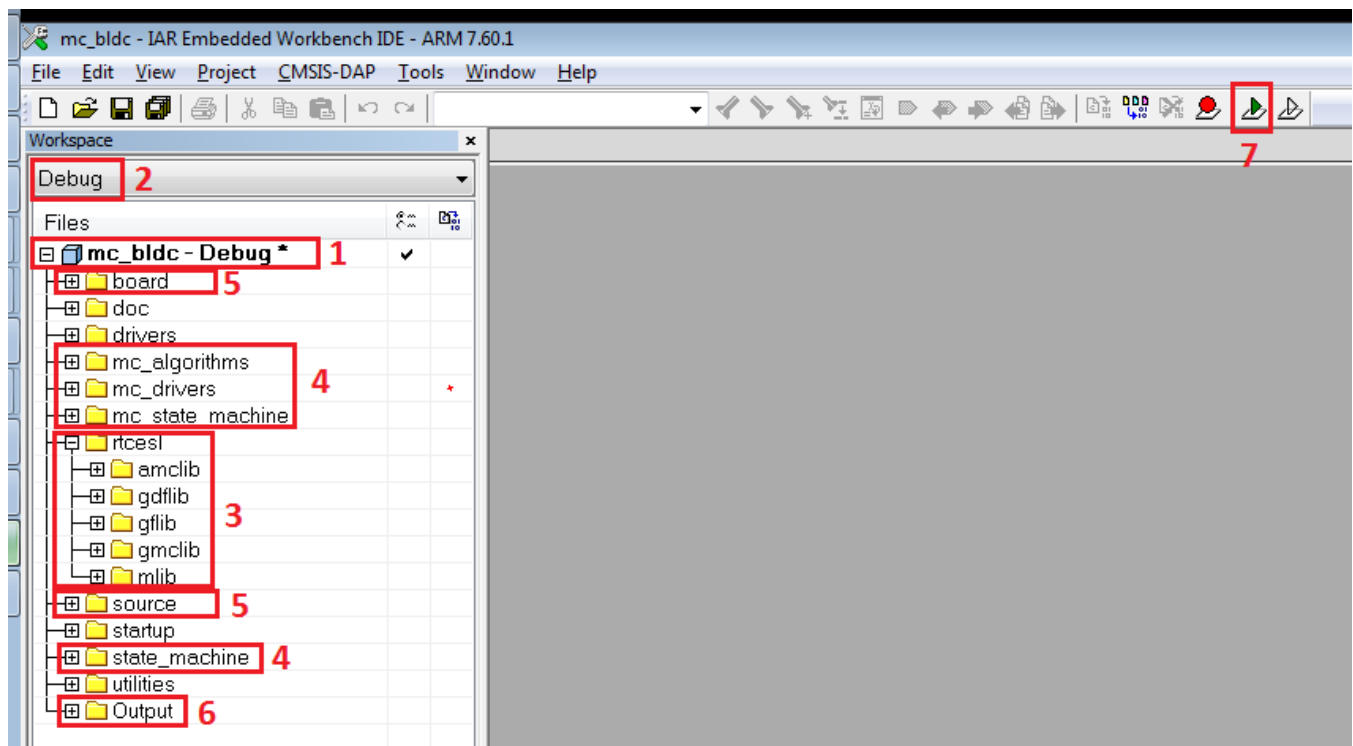 mc_bldc - IAR Embedded Workbench IDE - ARM 7.60.1
File Edit View Project CMSIS-DAP Tools Window Help
7
Workspace
Debug 2
Files
mc_bldc - Debug * 1
board 5
doc
drivers
mc_algorithms
mc_drivers 4
mc_state_machine
rtcesl
amclib
gdflib
gflib 3
gmclib
mlib
source 5
startup
state_machine 4
utilities
Output 6